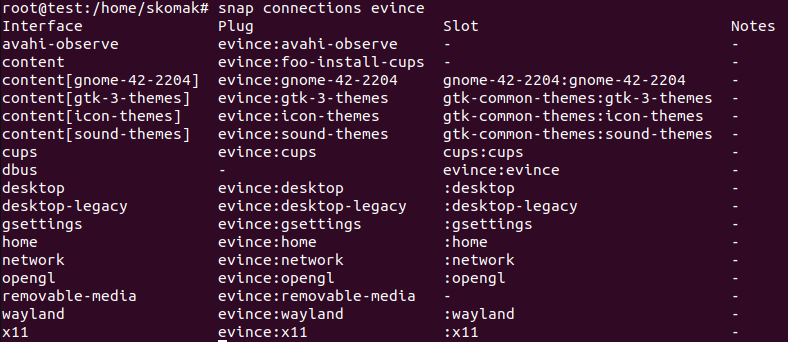 root@test:/home/skomak# snap connections evince
Interface Plug Slot Notes
avahi-observe evince:avahi-observe - -
content evince:foo-install-cups - -
content[gnome-42-2204] evince:gnome-42-2204 gnome-42-2204:gnome-42-2204 -
content[gtk-3-themes] evince:gtk-3-themes gtk-common-themes:gtk-3-themes -
content[icon-themes] evince:icon-themes gtk-common-themes:icon-themes -
content[sound-themes] evince:sound-themes gtk-common-themes:sound-themes -
cups evince:cups cups:cups -
dbus - evince:evince -
desktop evince:desktop :desktop -
desktop-legacy evince:desktop-legacy :desktop-legacy -
gsettings evince:gsettings :gsettings -
home evince:home :home -
network evince:network :network -
opengl evince:opengl :opengl -
removable-media evince:removable-media - -
wayland evince:wayland :wayland -
x11 evince:x11 :x11 -